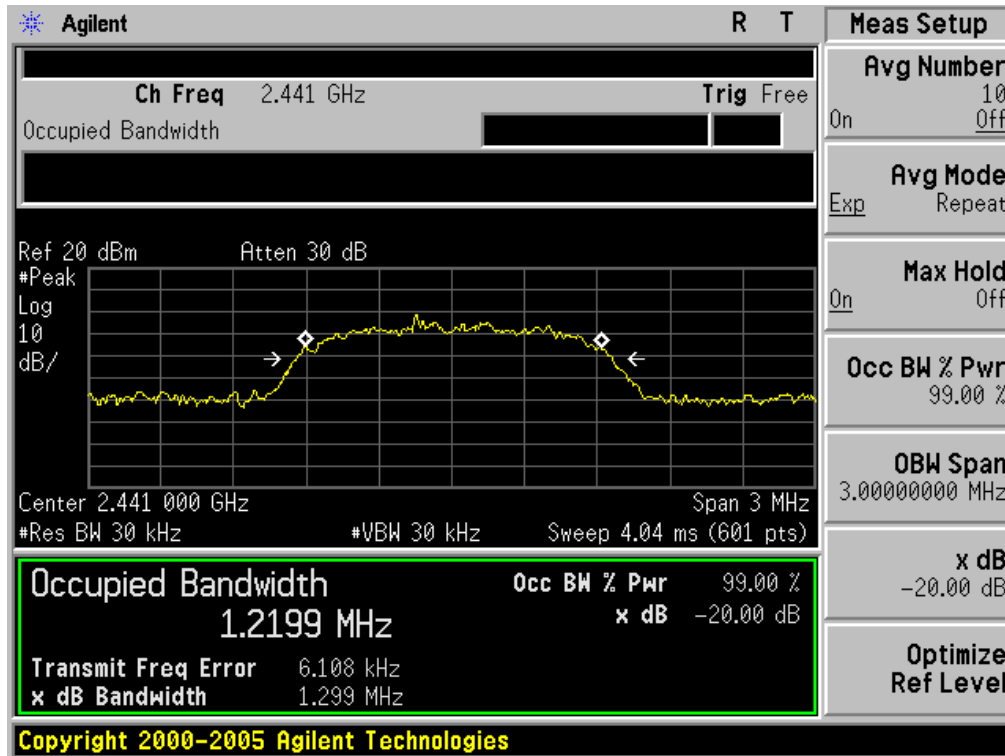 Agilent R T
Ch Freq 2.441 GHz Trig Free
Occupied Bandwidth
Ref 20 dBm Atten 30 dB
#Peak
Log
10
dB/
Center 2.441 000 GHz Span 3 MHz
#Res BW 30 kHz #VBW 30 kHz Sweep 4.04 ms (601 pts)
Occupied Bandwidth
1.2199 MHz
Occ BW % Pwr 99.00 %
x dB -20.00 dB
Transmit Freq Error 6.108 kHz
x dB Bandwidth 1.299 MHz
Copyright 2000-2005 Agilent Technologies
Meas Setup
Avg Number
10
On Off
Avg Mode
Exp Repeat
Max Hold
On Off
Occ BW % Pwr
99.00 %
OBW Span
3.00000000 MHz
x dB
-20.00 dB
Optimize
Ref Level